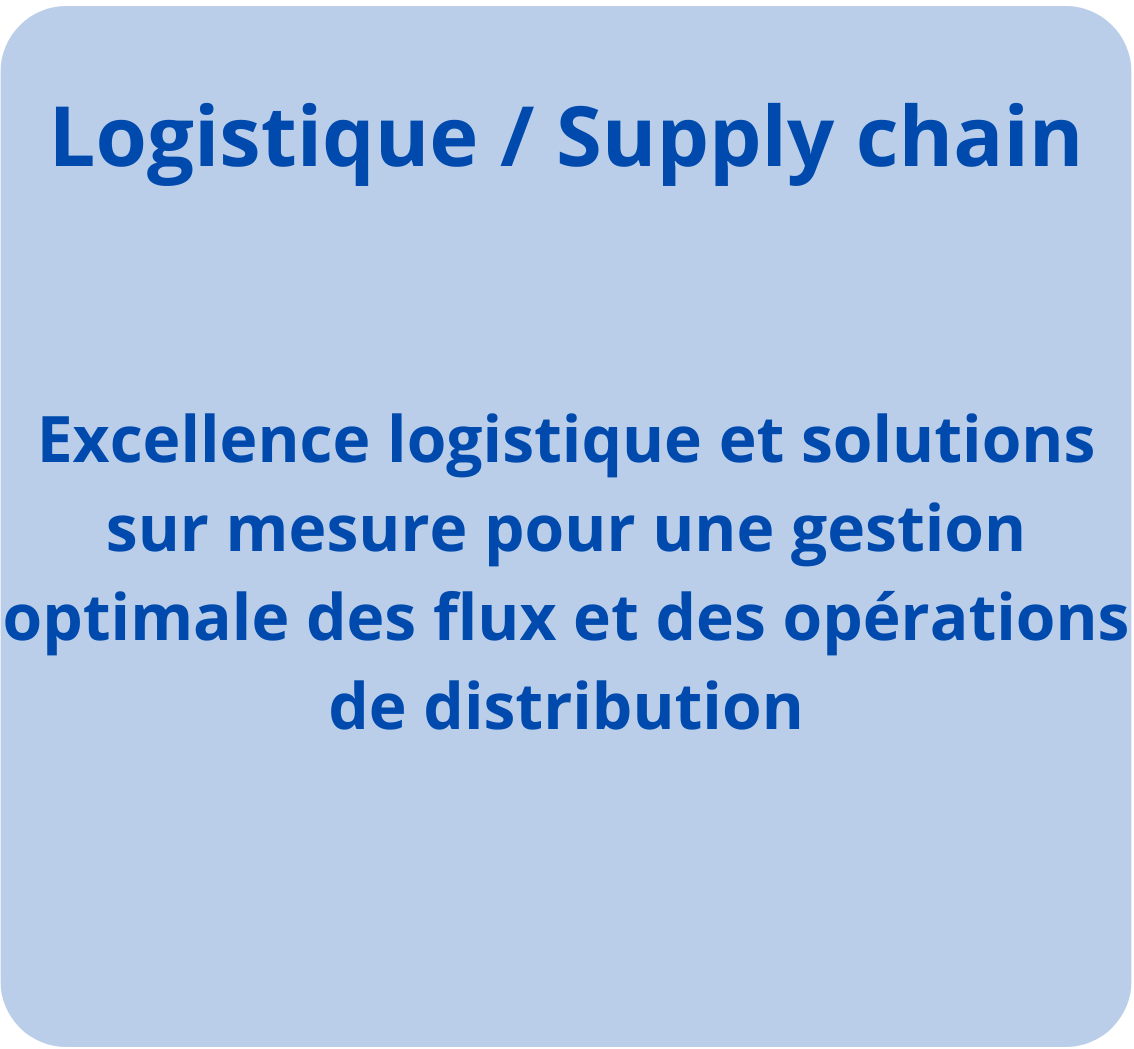 Logistique / Supply chain
Excellence logistique et solutions
sur mesure pour une gestion
optimale des flux et des opérations
de distribution